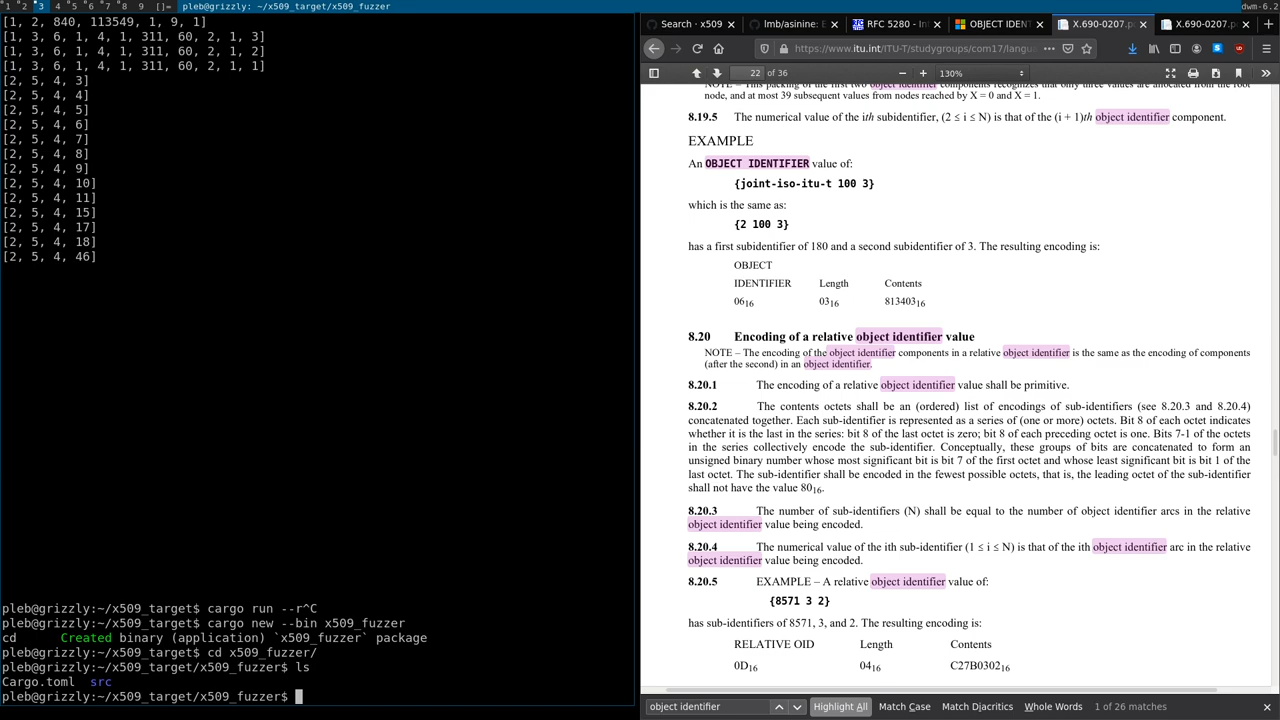 1 2 3 4 5 6 7 8 9 []= pleb@grizzly: ~/x509_target/x509_fuzzer
dwm-6.2
[1, 2, 840, 113549, 1, 9, 1]
[1, 3, 6, 1, 4, 1, 311, 60, 2, 1, 3]
[1, 3, 6, 1, 4, 1, 311, 60, 2, 1, 2]
[1, 3, 6, 1, 4, 1, 311, 60, 2, 1, 1]
[2, 5, 4, 3]
[2, 5, 4, 4]
[2, 5, 4, 5]
[2, 5, 4, 6]
[2, 5, 4, 7]
[2, 5, 4, 8]
[2, 5, 4, 9]
[2, 5, 4, 10]
[2, 5, 4, 11]
[2, 5, 4, 15]
[2, 5, 4, 17]
[2, 5, 4, 18]
[2, 5, 4, 46]
pleb@grizzly:~/x509_target$ cargo run --r^C
pleb@grizzly:~/x509_target$ cargo new --bin x509_fuzzer
cd Created binary (application) `x509_fuzzer` package
pleb@grizzly:~/x509_target$ cd x509_fuzzer/
pleb@grizzly:~/x509_target/x509_fuzzer$ ls
Cargo.toml src
pleb@grizzly:~/x509_target/x509_fuzzer$
Search · x509 lmb/asinine: E RFC 5280 - Int OBJECT IDENT X.690-0207.p X.690-0207.pc
https://www.itu.int/ITU-T/studygroups/com17/langu
22 of 36 130%
NOTE – This packing of the first two object identifier components recognizes that only three values are allocated from the root
node, and at most 39 subsequent values from nodes reached by X = 0 and X = 1.
8.19.5 The numerical value of the ith subidentifier, (2 ≤ i ≤ N) is that of the (i + 1)th object identifier component.
EXAMPLE
An OBJECT IDENTIFIER value of:
{joint-iso-itu-t 100 3}
which is the same as:
{2 100 3}
has a first subidentifier of 180 and a second subidentifier of 3. The resulting encoding is:
OBJECT
IDENTIFIER Length Contents
06₁₆ 03₁₆ 813403₁₆
8.20 Encoding of a relative object identifier value
NOTE – The encoding of the object identifier components in a relative object identifier is the same as the encoding of components
(after the second) in an object identifier.
8.20.1 The encoding of a relative object identifier value shall be primitive.
8.20.2 The contents octets shall be an (ordered) list of encodings of sub-identifiers (see 8.20.3 and 8.20.4)
concatenated together. Each sub-identifier is represented as a series of (one or more) octets. Bit 8 of each octet indicates
whether it is the last in the series: bit 8 of the last octet is zero; bit 8 of each preceding octet is one. Bits 7-1 of the octets
in the series collectively encode the sub-identifier. Conceptually, these groups of bits are concatenated to form an
unsigned binary number whose most significant bit is bit 7 of the first octet and whose least significant bit is bit 1 of the
last octet. The sub-identifier shall be encoded in the fewest possible octets, that is, the leading octet of the sub-identifier
shall not have the value 80₁₆.
8.20.3 The number of sub-identifiers (N) shall be equal to the number of object identifier arcs in the relative
object identifier value being encoded.
8.20.4 The numerical value of the ith sub-identifier (1 ≤ i ≤ N) is that of the ith object identifier arc in the relative
object identifier value being encoded.
8.20.5 EXAMPLE – A relative object identifier value of:
{8571 3 2}
has sub-identifiers of 8571, 3, and 2. The resulting encoding is:
RELATIVE OID Length Contents
0D₁₆ 04₁₆ C27B0302₁₆
object identifier Highlight All Match Case Match Diacritics Whole Words 1 of 26 matches